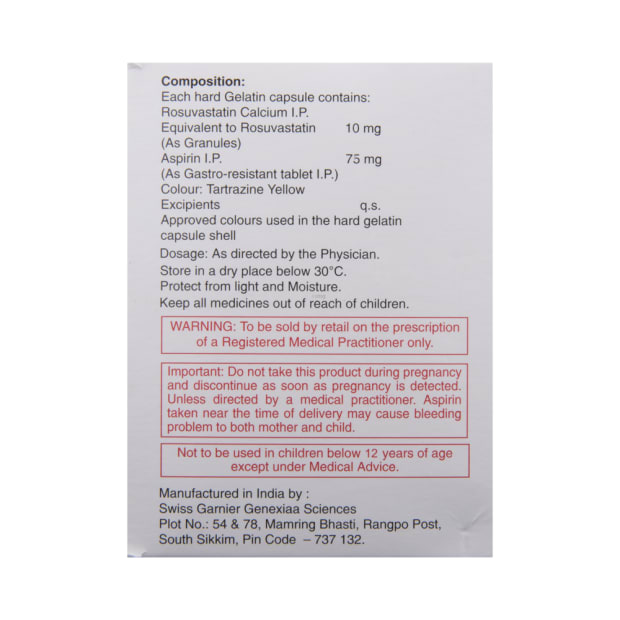 Composition:
Each hard Gelatin capsule contains:
Rosuvastatin Calcium I.P.
Equivalent to Rosuvastatin 10 mg
(As Granules)
Aspirin I.P. 75 mg
(As Gastro-resistant tablet I.P.)
Colour: Tartrazine Yellow
Excipients q.s.
Approved colours used in the hard gelatin
capsule shell
Dosage: As directed by the Physician.
Store in a dry place below 30°C.
Protect from light and Moisture.
Keep all medicines out of reach of children.
WARNING: To be sold by retail on the prescription
of a Registered Medical Practitioner only.
Important: Do not take this product during pregnancy
and discontinue as soon as pregnancy is detected.
Unless directed by a medical practitioner. Aspirin
taken near the time of delivery may cause bleeding
problem to both mother and child.
Not to be used in children below 12 years of age
except under Medical Advice.
Manufactured in India by :
Swiss Garnier Genexiaa Sciences
Plot No.: 54 & 78, Mamring Bhasti, Rangpo Post,
South Sikkim, Pin Code – 737 132.